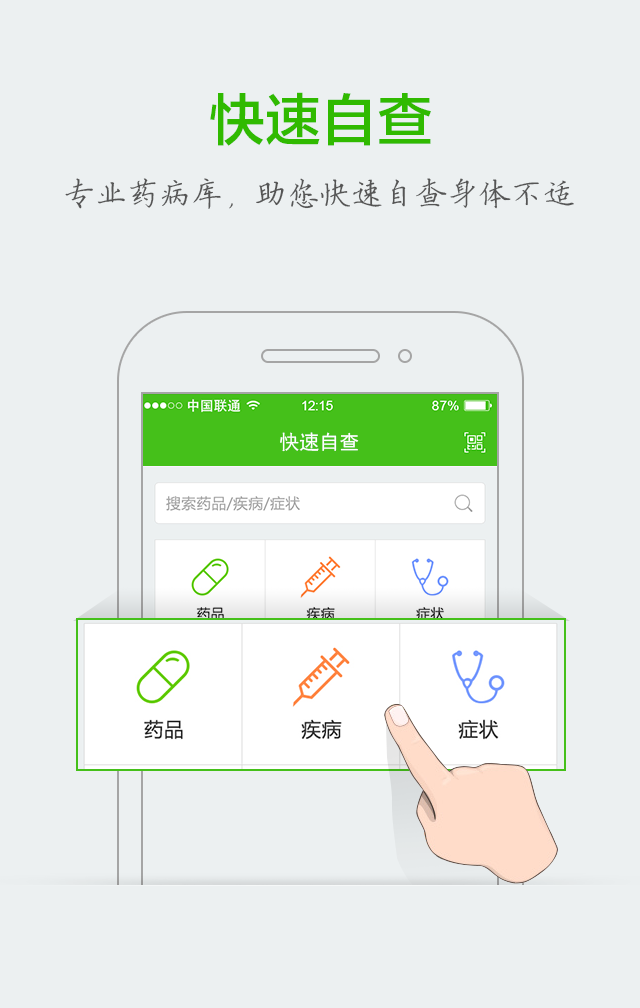 快速自查
专业药病库，助您快速自查身体不适
中国联通 12:15 87%
快速自查
搜索药品/疾病/症状
药品 疾病 症状
药品 疾病 症状